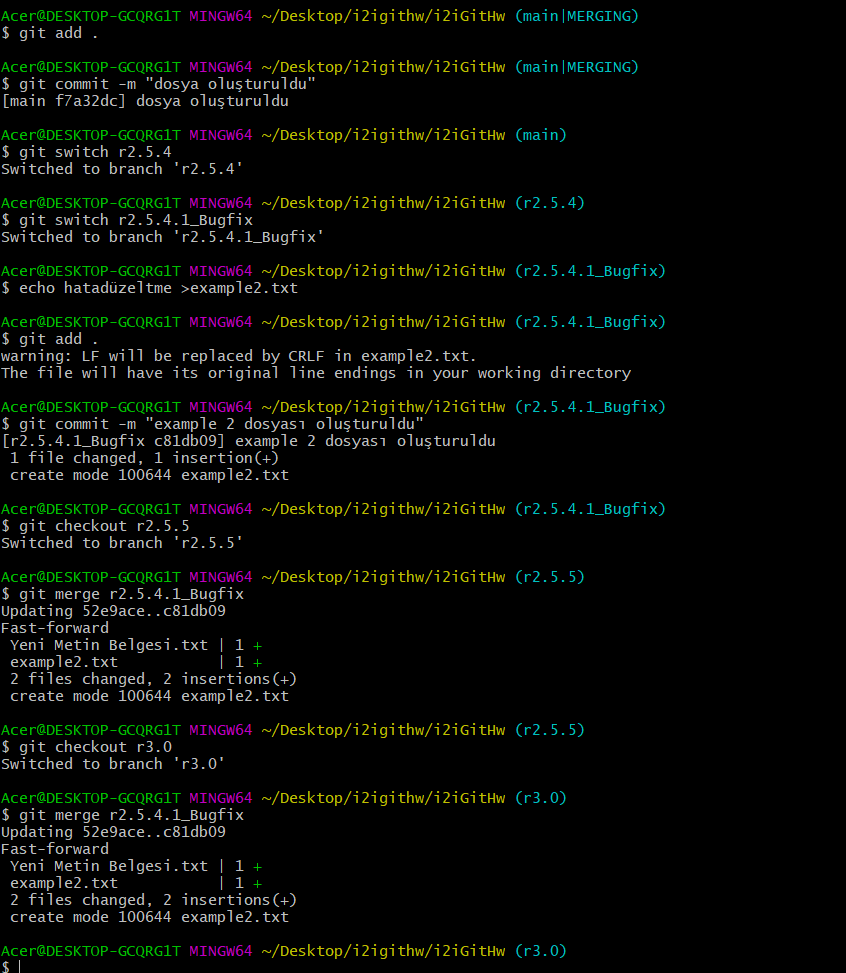 Acer@DESKTOP-GCQRG1T MINGW64 ~/Desktop/i2igithw/i2iGitHw (main|MERGING)
$ git add .
Acer@DESKTOP-GCQRG1T MINGW64 ~/Desktop/i2igithw/i2iGitHw (main|MERGING)
$ git commit -m "dosya oluşturuldu"
[main f7a32dc] dosya oluşturuldu
Acer@DESKTOP-GCQRG1T MINGW64 ~/Desktop/i2igithw/i2iGitHw (main)
$ git switch r2.5.4
Switched to branch 'r2.5.4'
Acer@DESKTOP-GCQRG1T MINGW64 ~/Desktop/i2igithw/i2iGitHw (r2.5.4)
$ git switch r2.5.4.1_Bugfix
Switched to branch 'r2.5.4.1_Bugfix'
Acer@DESKTOP-GCQRG1T MINGW64 ~/Desktop/i2igithw/i2iGitHw (r2.5.4.1_Bugfix)
$ echo hatadüzeltme >example2.txt
Acer@DESKTOP-GCQRG1T MINGW64 ~/Desktop/i2igithw/i2iGitHw (r2.5.4.1_Bugfix)
$ git add .
warning: LF will be replaced by CRLF in example2.txt.
The file will have its original line endings in your working directory
Acer@DESKTOP-GCQRG1T MINGW64 ~/Desktop/i2igithw/i2iGitHw (r2.5.4.1_Bugfix)
$ git commit -m "example 2 dosyası oluşturuldu"
[r2.5.4.1_Bugfix c81db09] example 2 dosyası oluşturuldu
 1 file changed, 1 insertion(+)
 create mode 100644 example2.txt
Acer@DESKTOP-GCQRG1T MINGW64 ~/Desktop/i2igithw/i2iGitHw (r2.5.4.1_Bugfix)
$ git checkout r2.5.5
Switched to branch 'r2.5.5'
Acer@DESKTOP-GCQRG1T MINGW64 ~/Desktop/i2igithw/i2iGitHw (r2.5.5)
$ git merge r2.5.4.1_Bugfix
Updating 52e9ace..c81db09
Fast-forward
 Yeni Metin Belgesi.txt | 1 +
 example2.txt           | 1 +
 2 files changed, 2 insertions(+)
 create mode 100644 example2.txt
Acer@DESKTOP-GCQRG1T MINGW64 ~/Desktop/i2igithw/i2iGitHw (r2.5.5)
$ git checkout r3.0
Switched to branch 'r3.0'
Acer@DESKTOP-GCQRG1T MINGW64 ~/Desktop/i2igithw/i2iGitHw (r3.0)
$ git merge r2.5.4.1_Bugfix
Updating 52e9ace..c81db09
Fast-forward
 Yeni Metin Belgesi.txt | 1 +
 example2.txt           | 1 +
 2 files changed, 2 insertions(+)
 create mode 100644 example2.txt
Acer@DESKTOP-GCQRG1T MINGW64 ~/Desktop/i2igithw/i2iGitHw (r3.0)
$